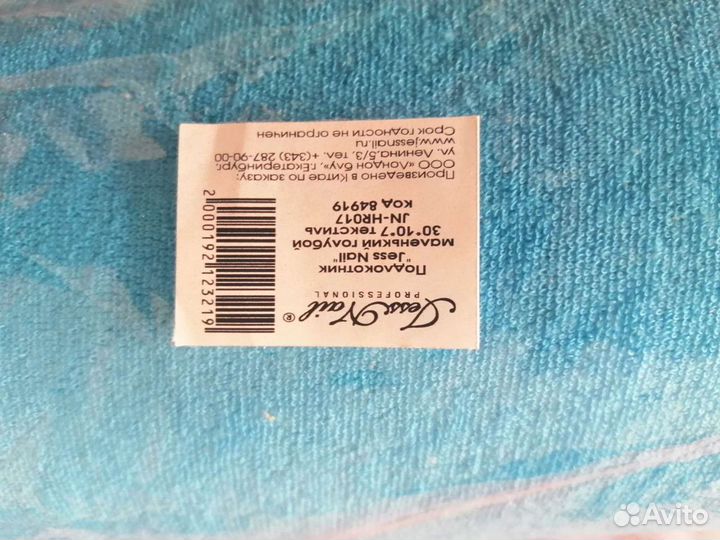 Jess Nail®
PROFESSIONAL
Подлокотник
"Jess Nail"
маленький голубой
30*10*7 текстиль
JN-HR017
код 84919
Произведено в Китае по заказу:
ООО «Лондон блу», г.Екатеринбург,
ул. Ленина,5/3, тел. +(343) 287-90-00
www.jessnail.ru
Срок годности не ограничен
2000192123219
Avito